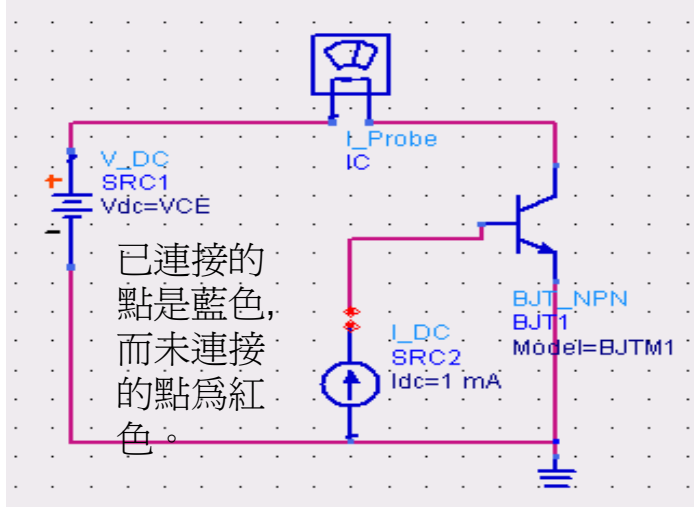 I_Probe
IC
V_DC
SRC1
Vdc=VCE
+
-
已連接的
點是藍色,
而未連接
的點爲紅
色。
I_DC
SRC2
Idc=1 mA
BJT_NPN
BJT1
Model=BJTM1